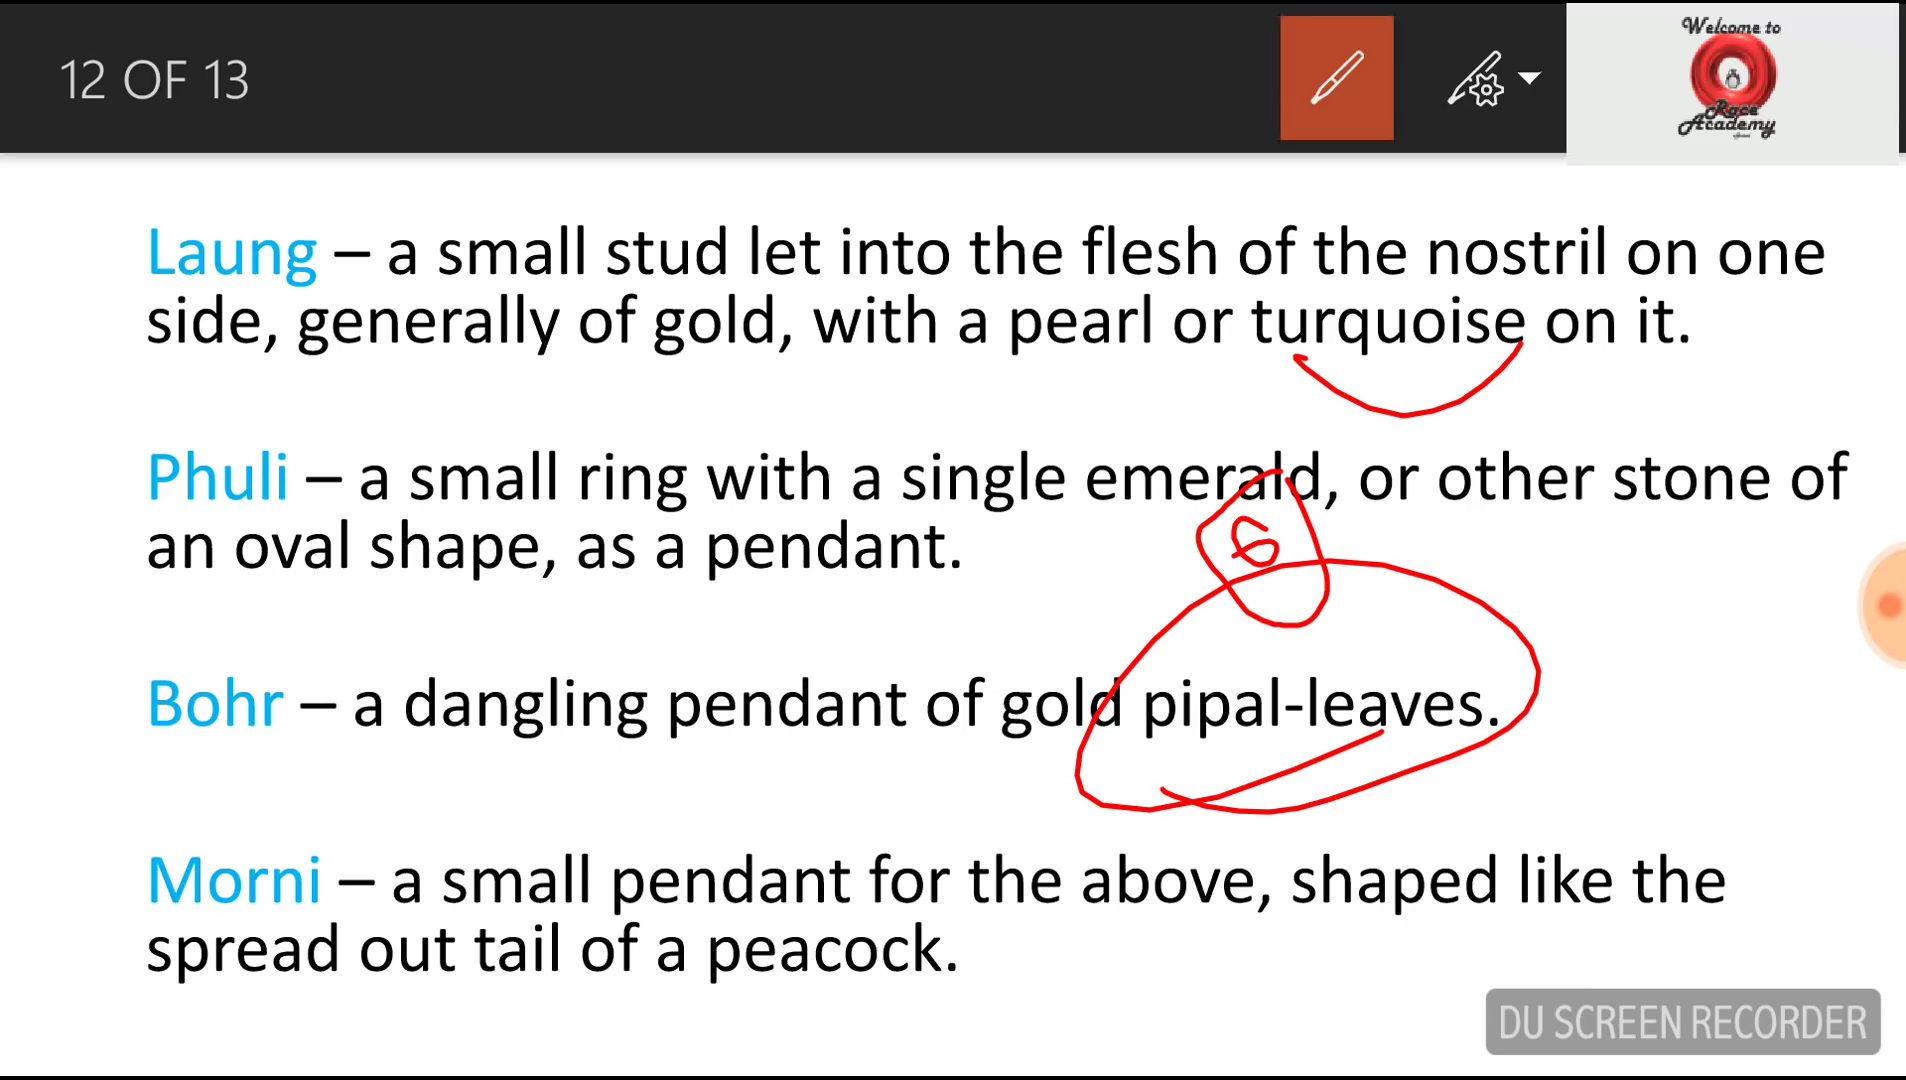 12 OF 13
Welcome to
Race
Academy
Laung – a small stud let into the flesh of the nostril on one
side, generally of gold, with a pearl or turquoise on it.
Phuli – a small ring with a single emerald, or other stone of
an oval shape, as a pendant.
6
Bohr – a dangling pendant of gold pipal-leaves.
Morni – a small pendant for the above, shaped like the
spread out tail of a peacock.
DU SCREEN RECORDER